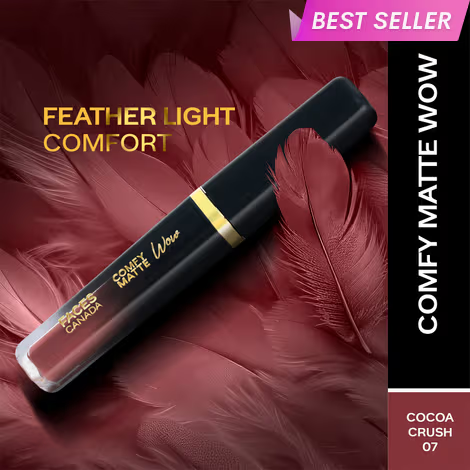 BEST SELLER
FEATHER LIGHT
COMFORT
COMFY
MATTE Wow
FACES
CANADA
COMFY MATTE WOW
COCOA
CRUSH
07